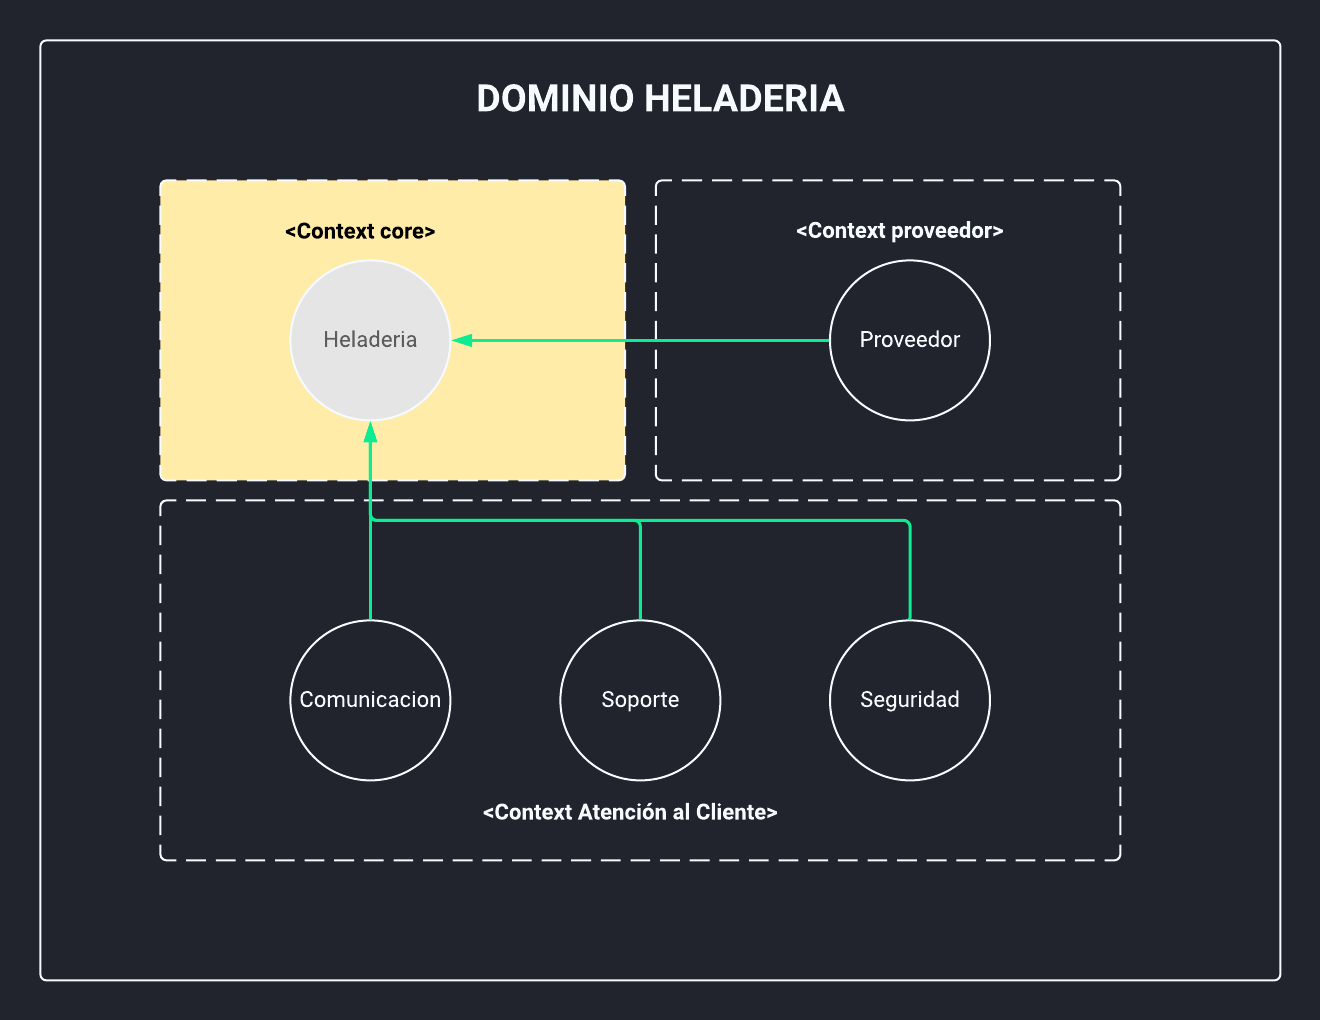 DOMINIO HELADERIA
<Context core>
<Context proveedor>
Heladeria
Proveedor
Comunicacion
Soporte
Seguridad
<Context Atención al Cliente>